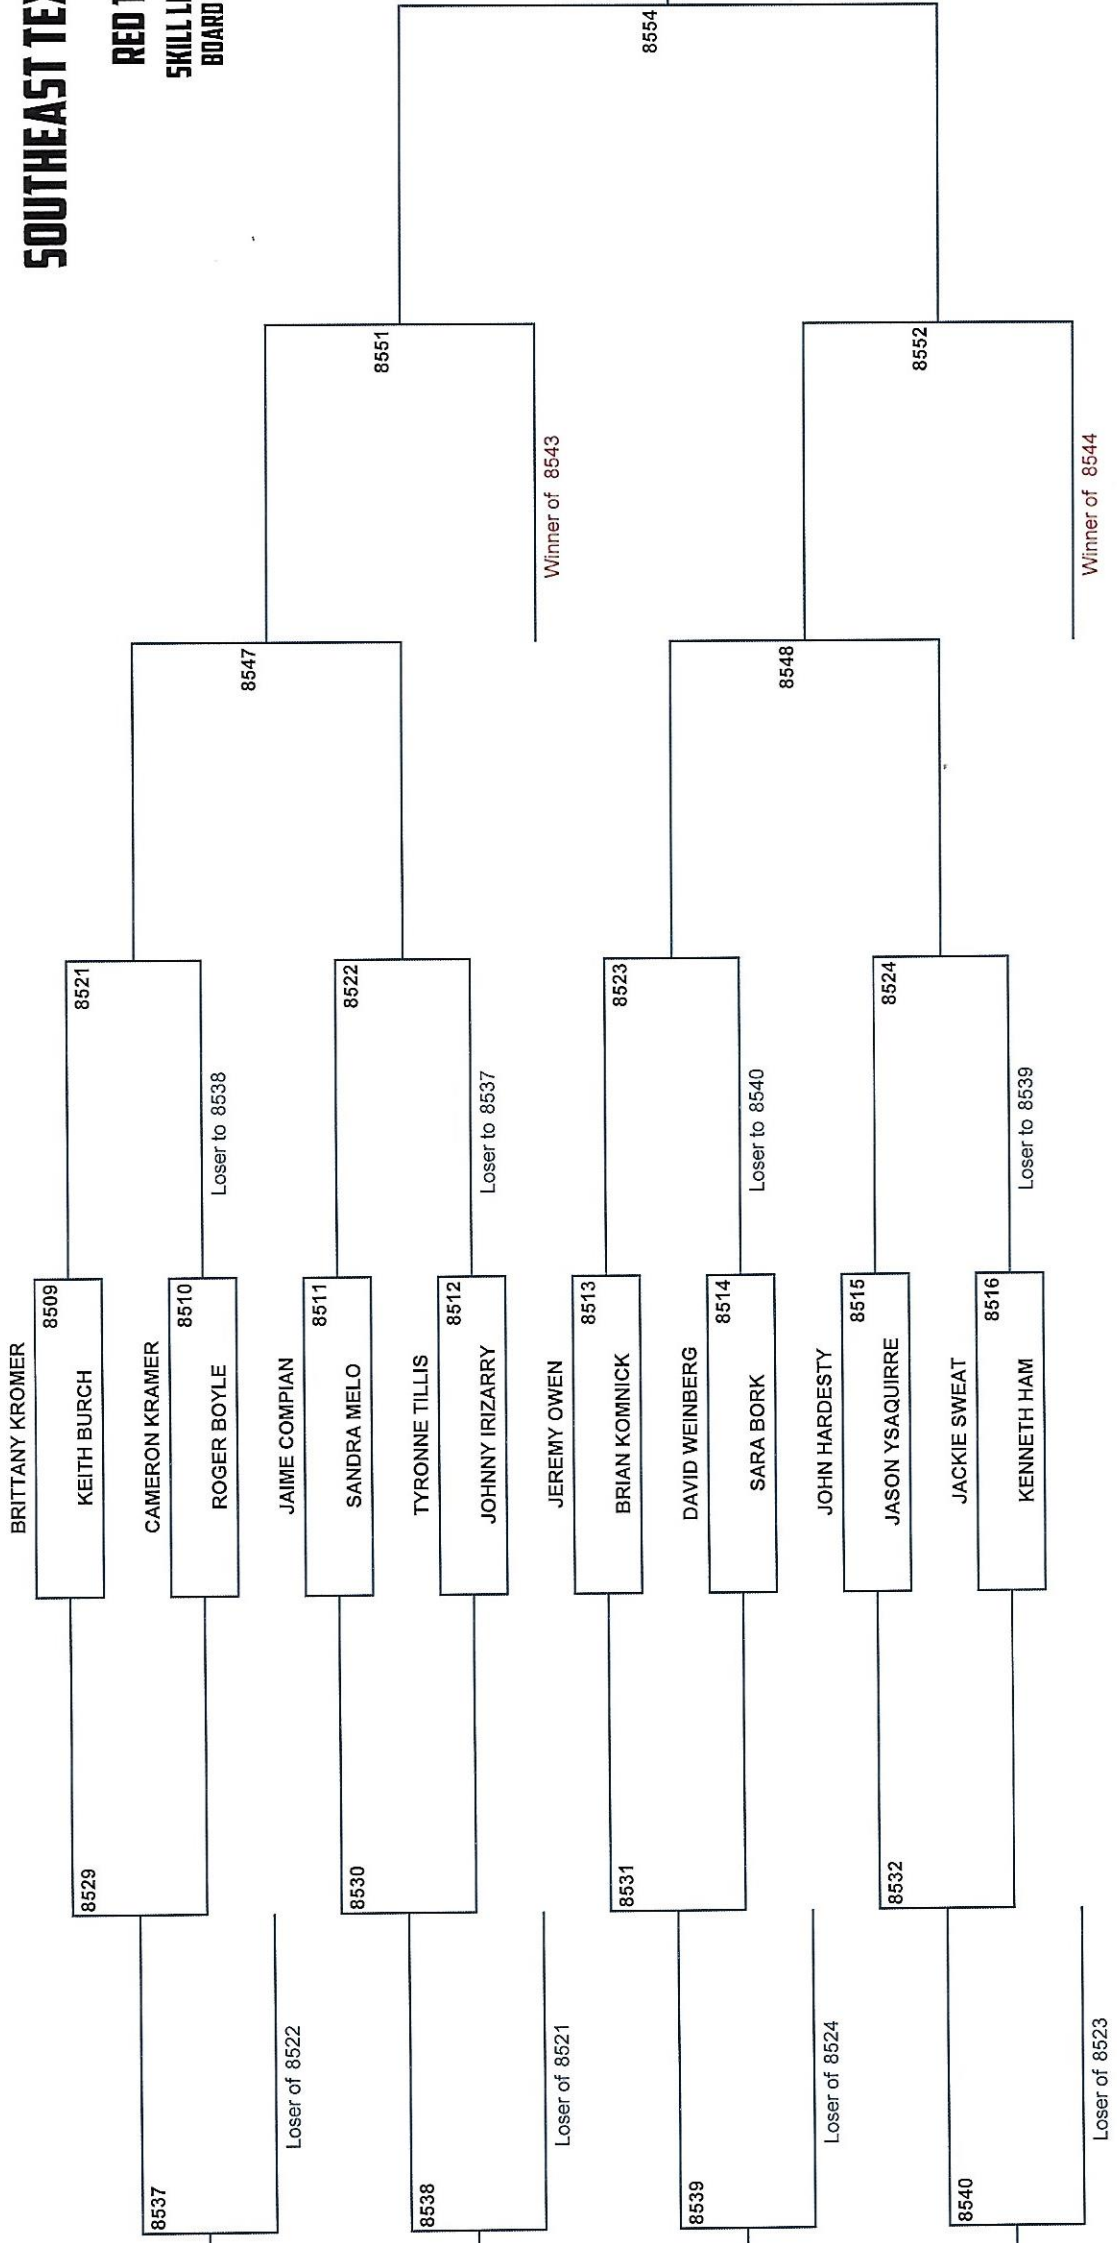 SOUTHEAST
RED
SKILL
BOARD
BRITTANY KROMER
8509
KEITH BURCH
8521
8529
CAMERON KRAMER
8537
8510
ROGER BOYLE
Loser to 8538
8547
JAIME COMPIAN
Loser of 8522
8511
SANDRA MELO
8522
8530
8551
TYRONNE TILLIS
8538
8512
JOHNNY IRIZARRY
Loser to 8537
Winner of 8543
JEREMY OWEN
Loser of 8521
8513
BRIAN KOMNICK
8523
8531
8554
DAVID WEINBERG
8539
8514
SARA BORK
Loser to 8540
8548
JOHN HARDESTY
Loser of 8524
8515
JASON YSAQUIRRE
8524
8532
8552
JACKIE SWEAT
8540
8516
KENNETH HAM
Loser to 8539
Winner of 8544
Loser of 8523